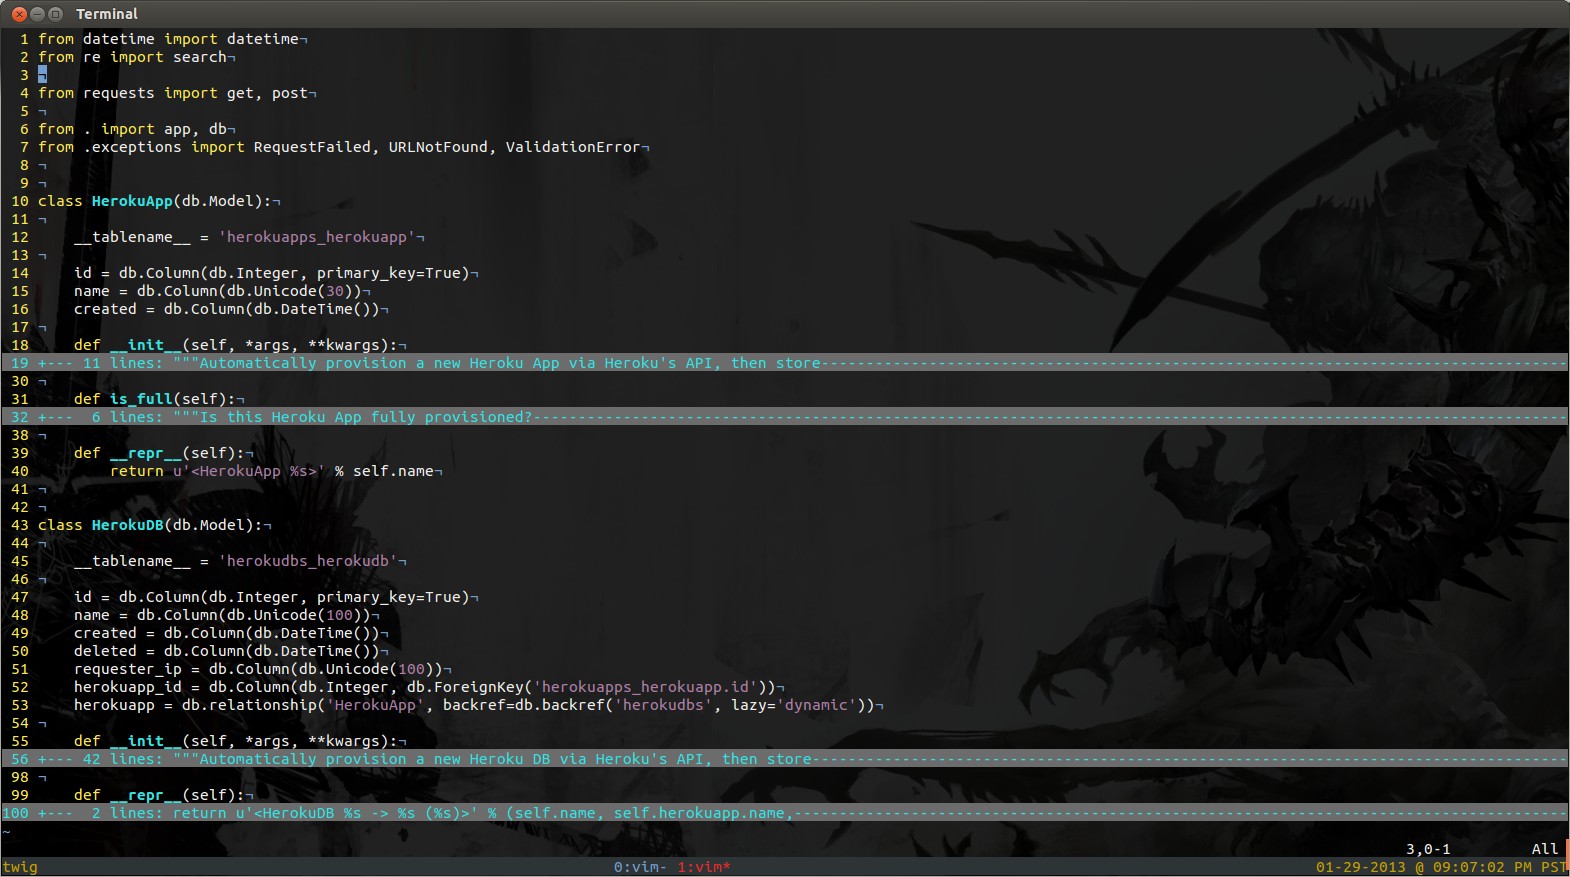 Terminal
1 from datetime import datetime¬
2 from re import search¬
3 ¬
4 from requests import get, post¬
5 ¬
6 from . import app, db¬
7 from .exceptions import RequestFailed, URLNotFound, ValidationError¬
8 ¬
9 ¬
10 class HerokuApp(db.Model):¬
11 ¬
12     __tablename__ = 'herokuapps_herokuapp'¬
13 ¬
14     id = db.Column(db.Integer, primary_key=True)¬
15     name = db.Column(db.Unicode(30))¬
16     created = db.Column(db.DateTime())¬
17 ¬
18     def __init__(self, *args, **kwargs):¬
19 +--- 11 lines: """Automatically provision a new Heroku App via Heroku's API, then store-----------------------------------------------------------------------------------
30 ¬
31     def is_full(self):¬
32 +---  6 lines: """Is this Heroku App fully provisioned?-------------------------------------------------------------------------------------------------------------------
38 ¬
39     def __repr__(self):¬
40         return u'<HerokuApp %s>' % self.name¬
41 ¬
42 ¬
43 class HerokuDB(db.Model):¬
44 ¬
45     __tablename__ = 'herokudbs_herokudb'¬
46 ¬
47     id = db.Column(db.Integer, primary_key=True)¬
48     name = db.Column(db.Unicode(100))¬
49     created = db.Column(db.DateTime())¬
50     deleted = db.Column(db.DateTime())¬
51     requester_ip = db.Column(db.Unicode(100))¬
52     herokuapp_id = db.Column(db.Integer, db.ForeignKey('herokuapps_herokuapp.id'))¬
53     herokuapp = db.relationship('HerokuApp', backref=db.backref('herokudbs', lazy='dynamic'))¬
54 ¬
55     def __init__(self, *args, **kwargs):¬
56 +--- 42 lines: """Automatically provision a new Heroku DB via Heroku's API, then store------------------------------------------------------------------------------------
98 ¬
99     def __repr__(self):¬
100 +---  2 lines: return u'<HerokuDB %s -> %s (%s)>' % (self.name, self.herokuapp.name,--------------------------------------------------------------------------------------
~
3,0-1 All
twig 0:vim- 1:vim* 01-29-2013 @ 09:07:02 PM PST